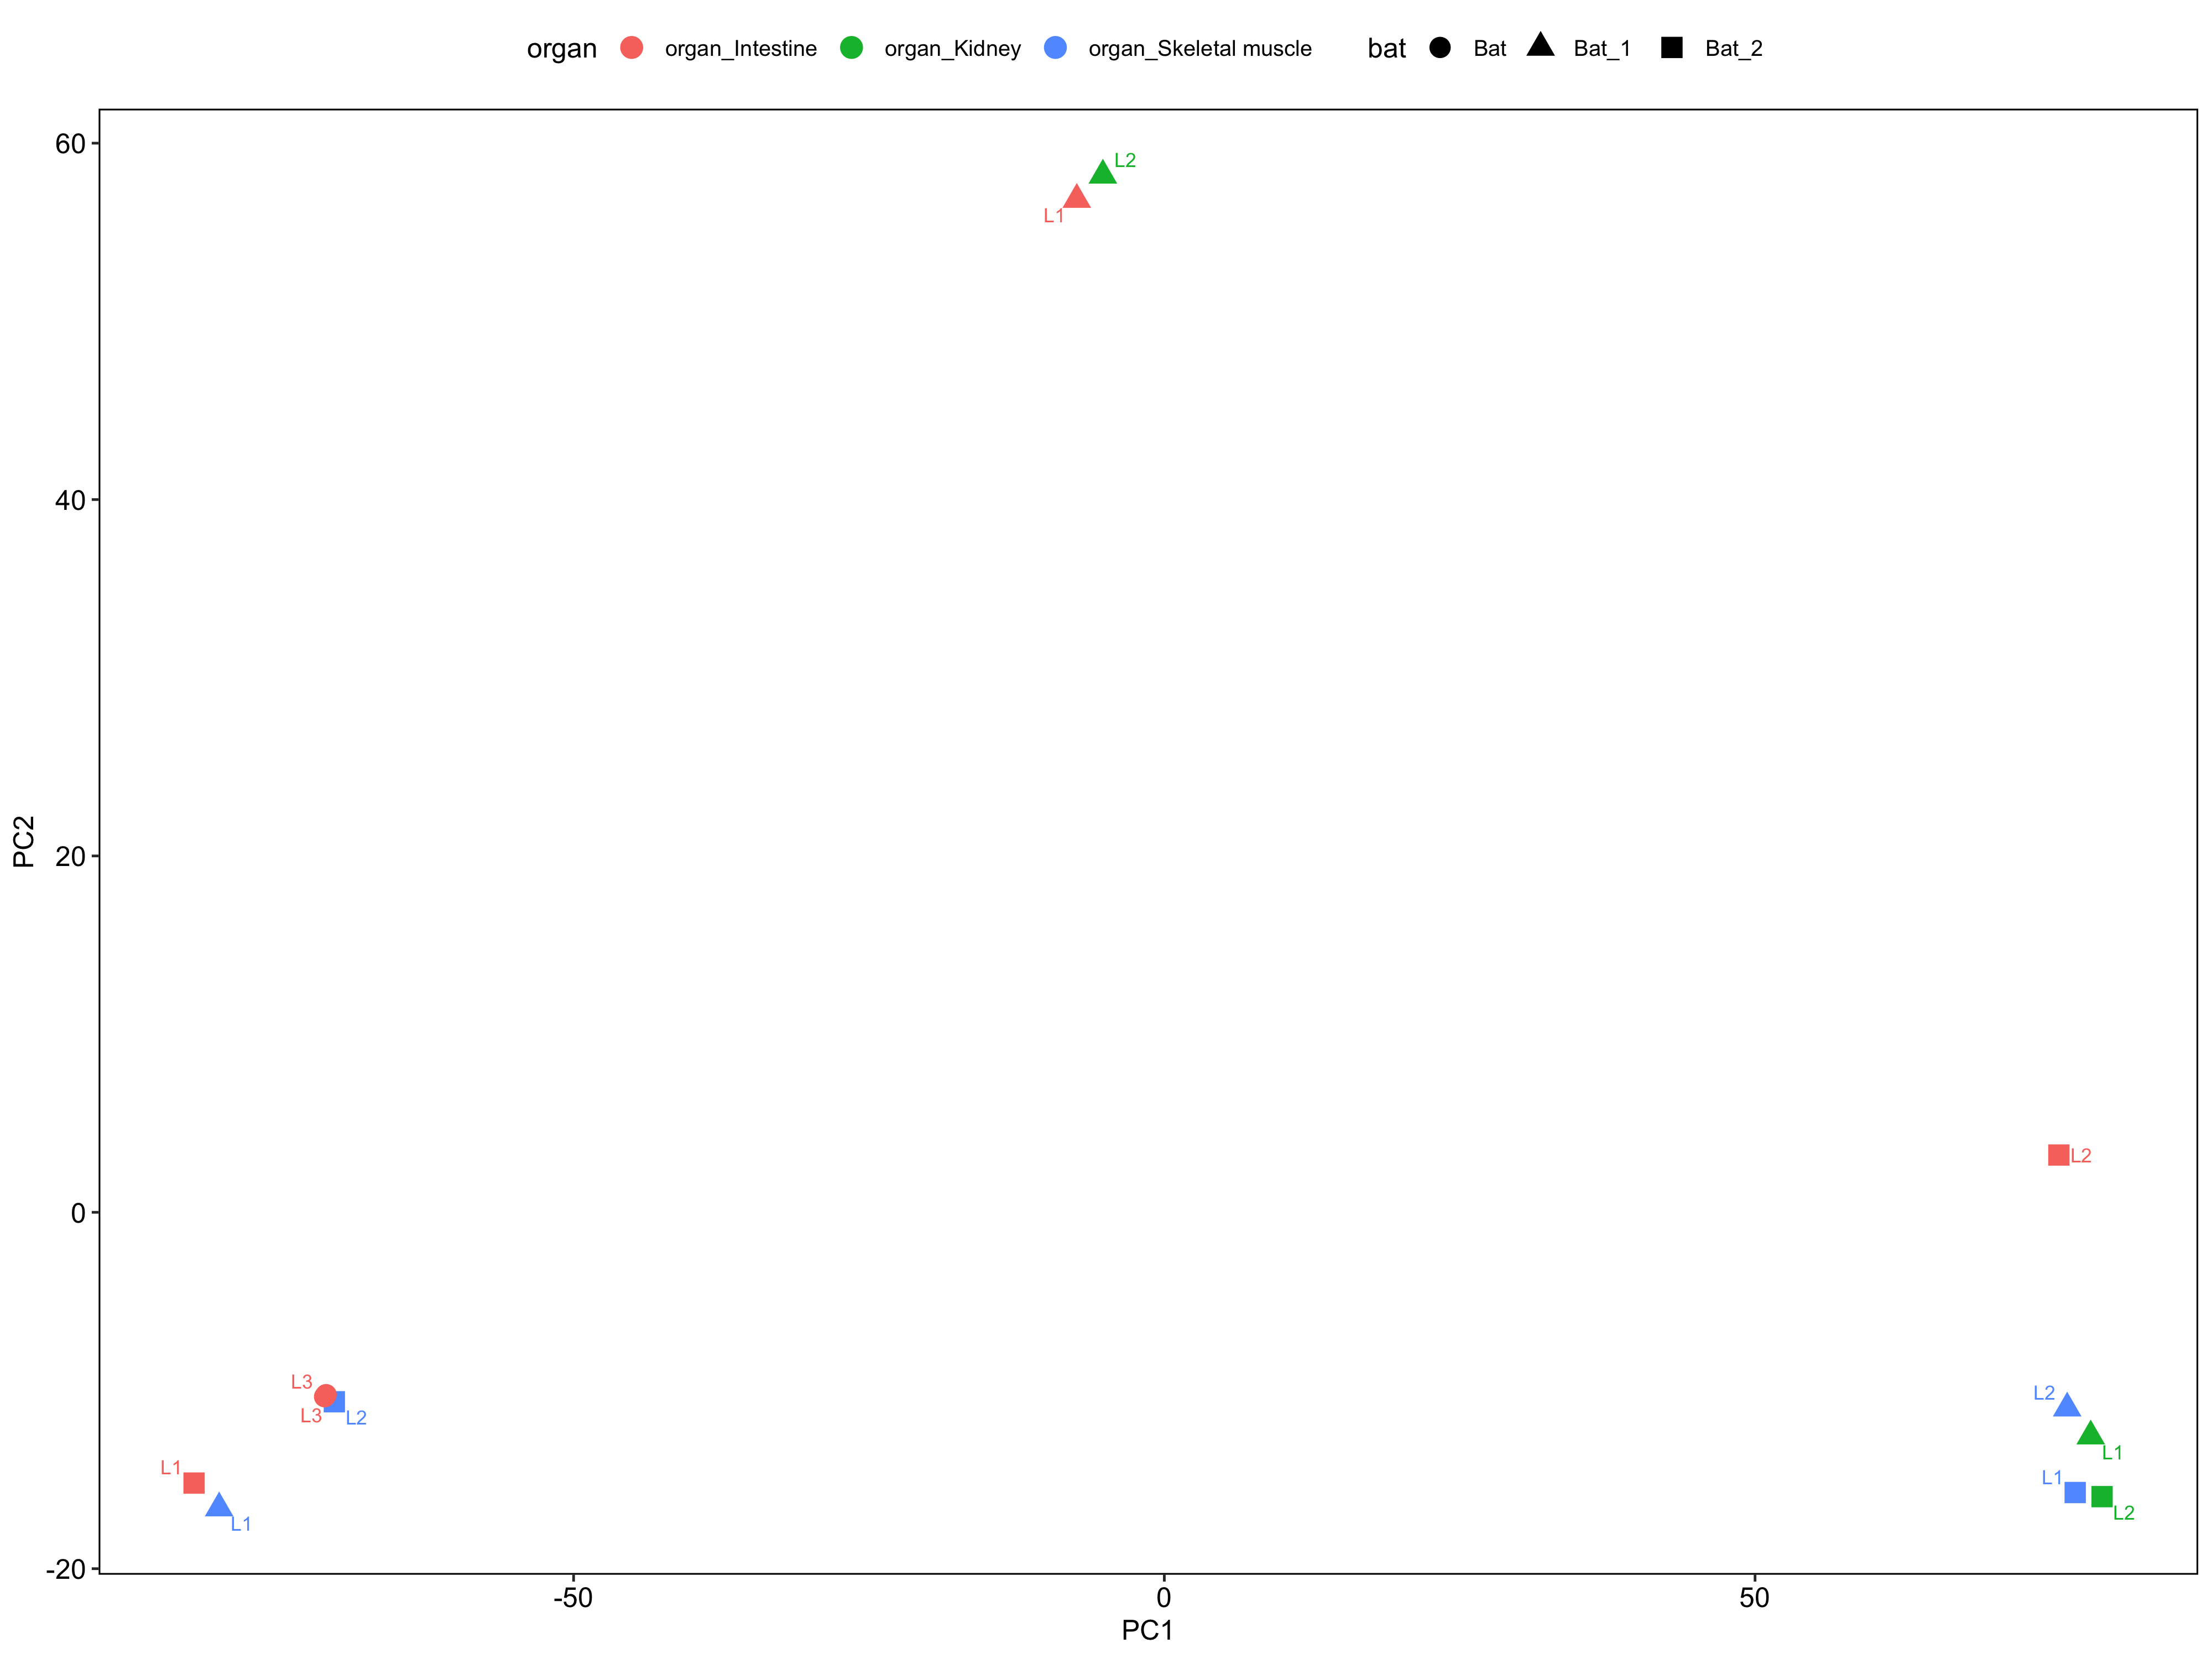 organ organ_Intestine organ_Kidney organ_Skeletal muscle bat Bat Bat_1 Bat_2
60
L2
L1
40
PC2
20
L2
0
L3
L2
L3
L2
L1
L1
L1
L1
L2
-20
-50 0 50
PC1